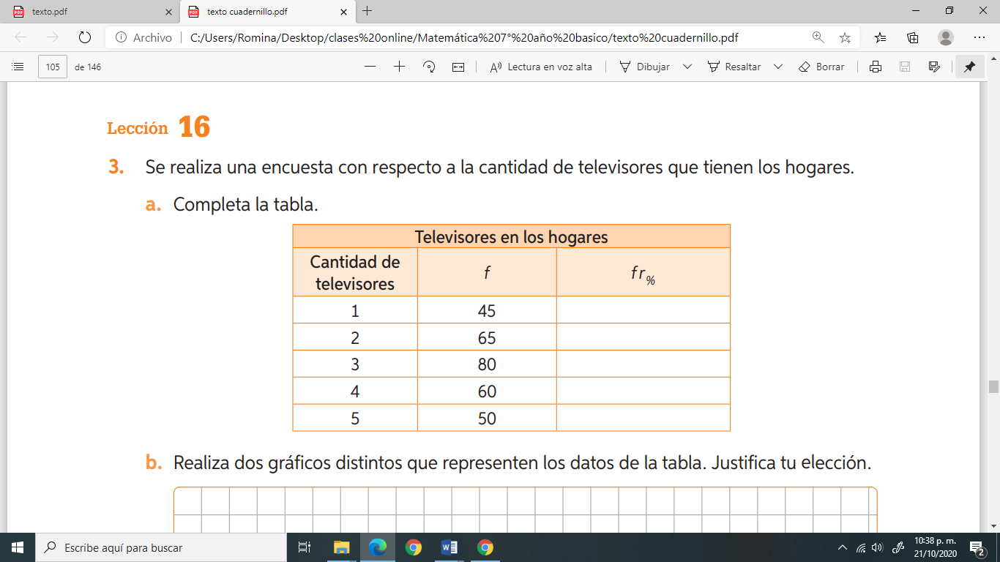 texto.pdf
texto cuadernillo.pdf
Archivo
C:/Users/Romina/Desktop/clases%20online/Matemática%207°%20año%20basico/texto%20cuadernillo.pdf
105 de 146
Lectura en voz alta
Dibujar
Resaltar
Borrar
Lección 16
3. Se realiza una encuesta con respecto a la cantidad de televisores que tienen los hogares.
a. Completa la tabla.
Televisores en los hogares
Cantidad de
televisores
f
fr%
1 45
2 65
3 80
4 60
5 50
b. Realiza dos gráficos distintos que representen los datos de la tabla. Justifica tu elección.
Escribe aquí para buscar
10:38 p. m.
21/10/2020
2